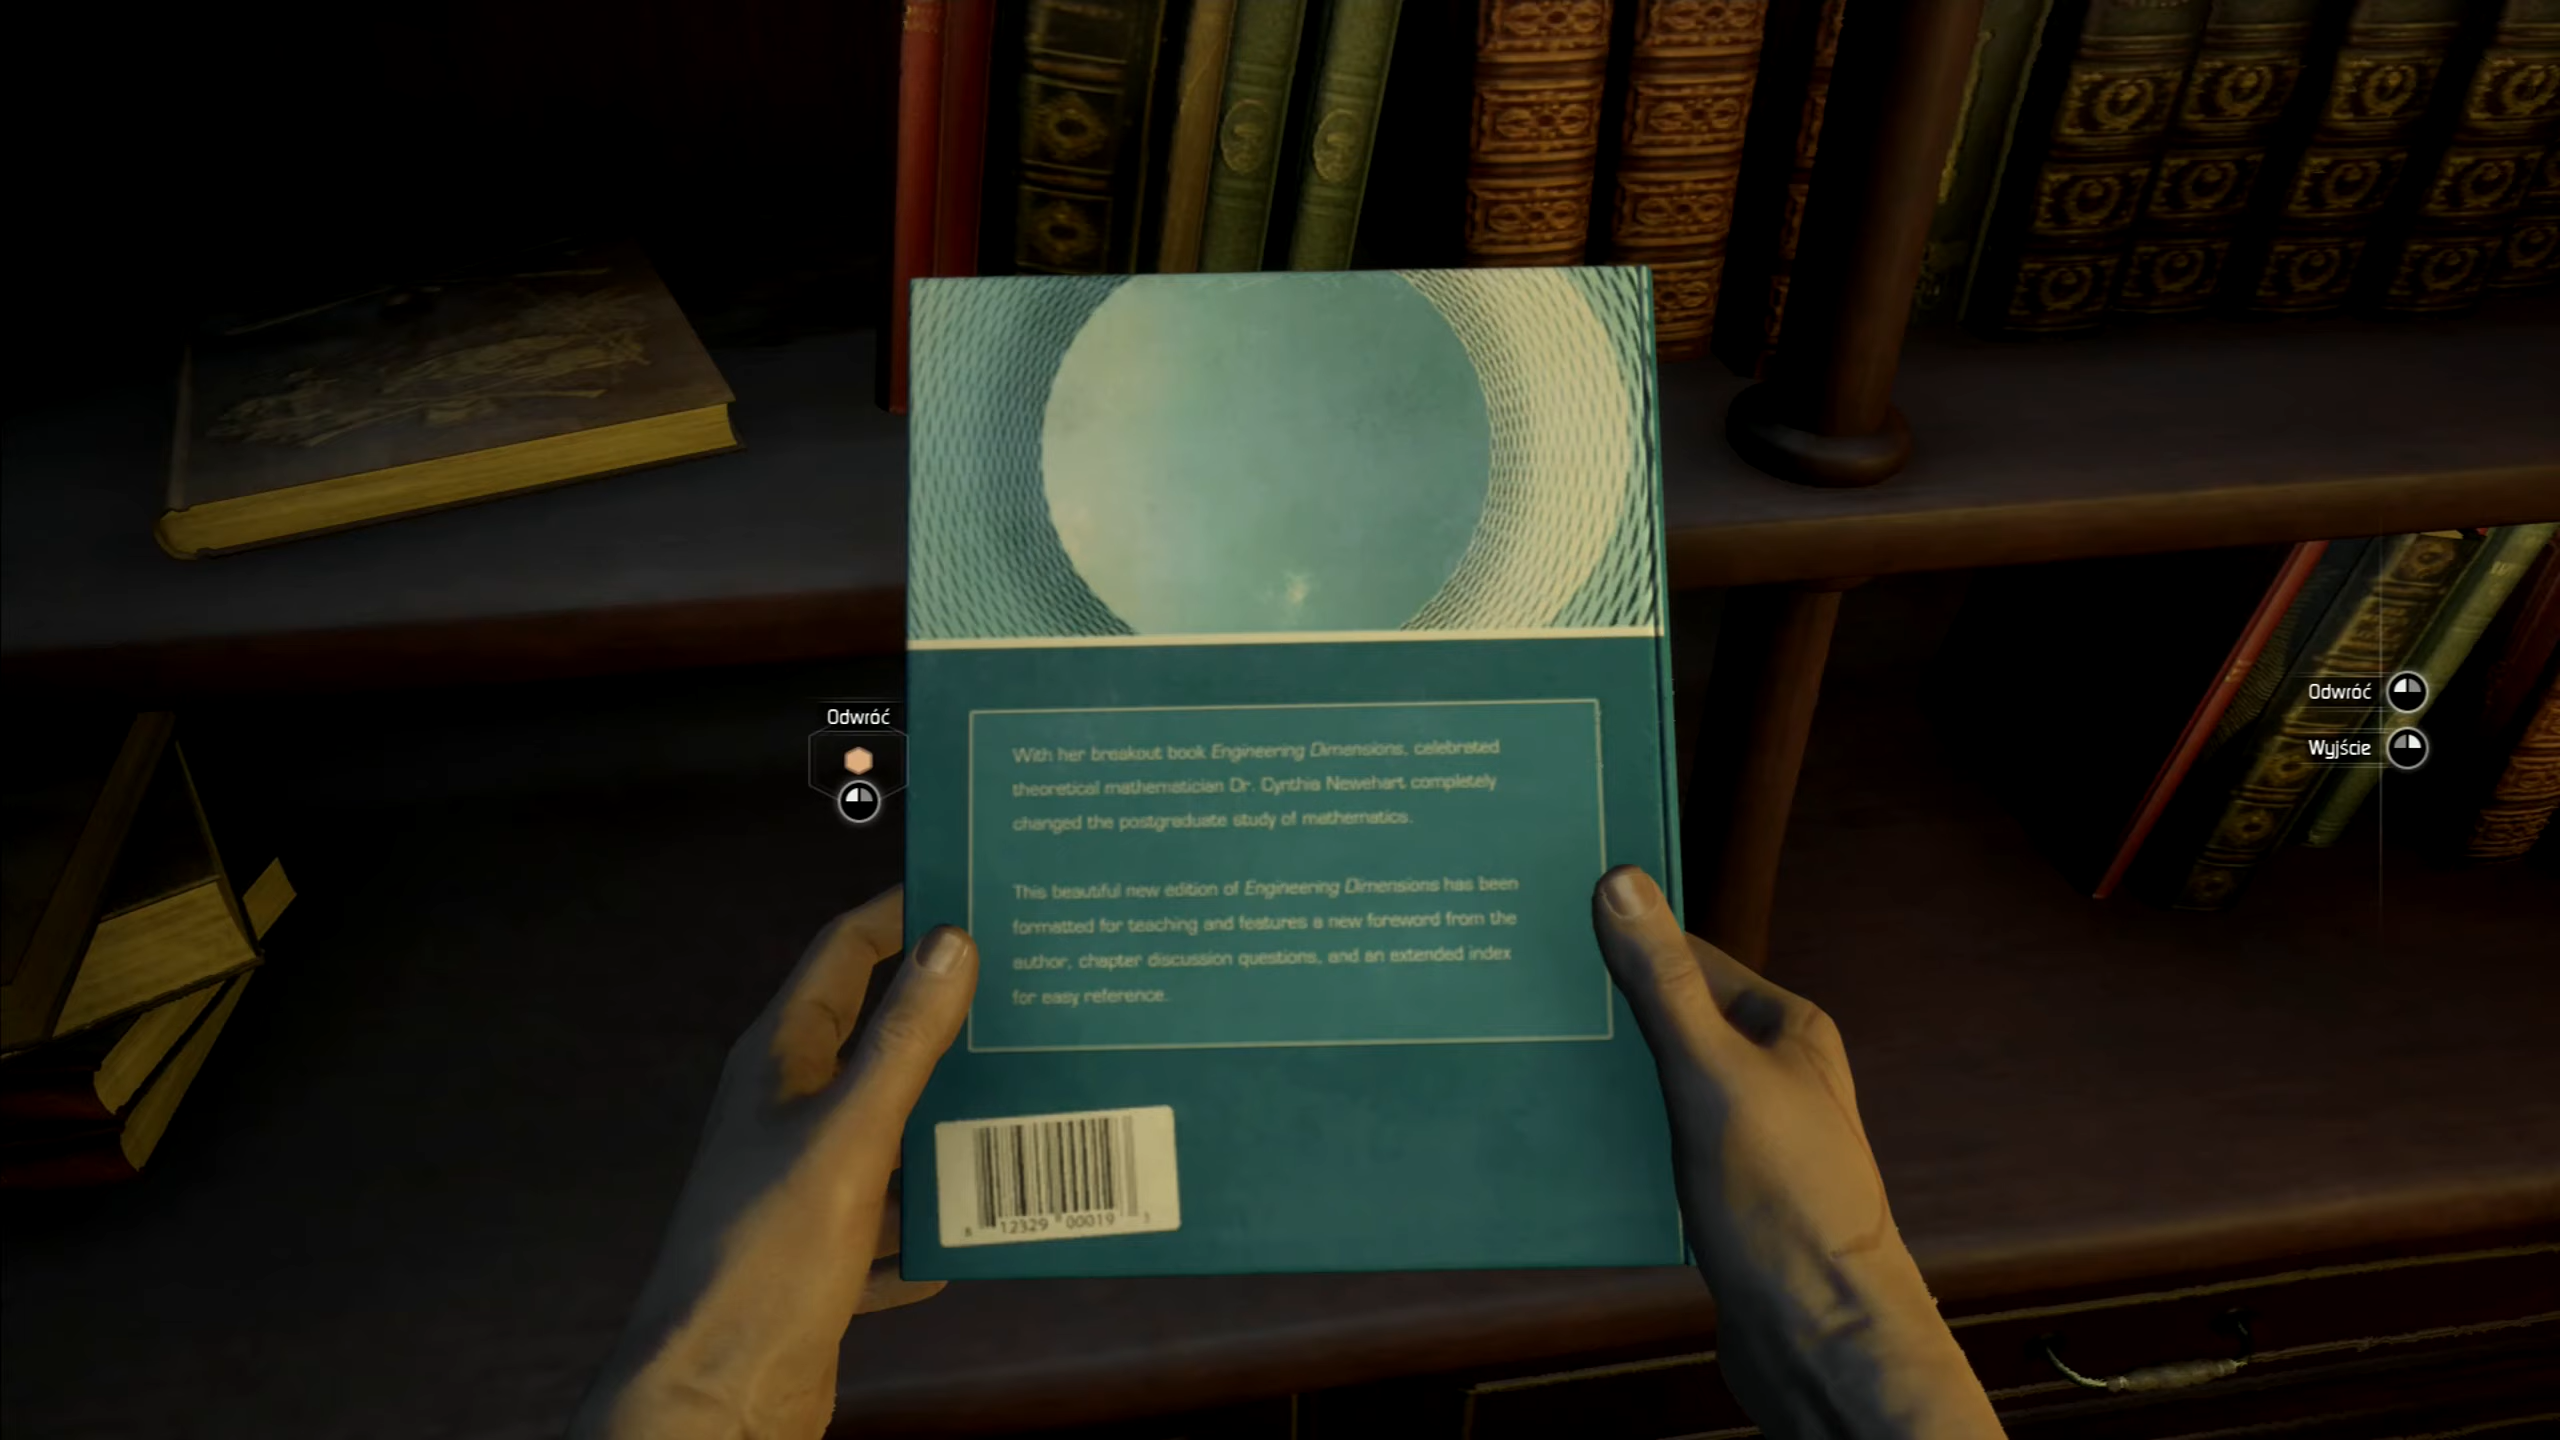 With her breakout book Engineering Dimensions, celebrated
theoretical mathematician Dr. Cynthia Newehart completely
changed the postgraduate study of mathematics.
This beautiful new edition of Engineering Dimensions has been
formatted for teaching and features a new foreword from the
author, chapter discussion questions, and an extended index
for easy reference.
8 12329 00019 3
Odwróć
Odwróć
Wyjście